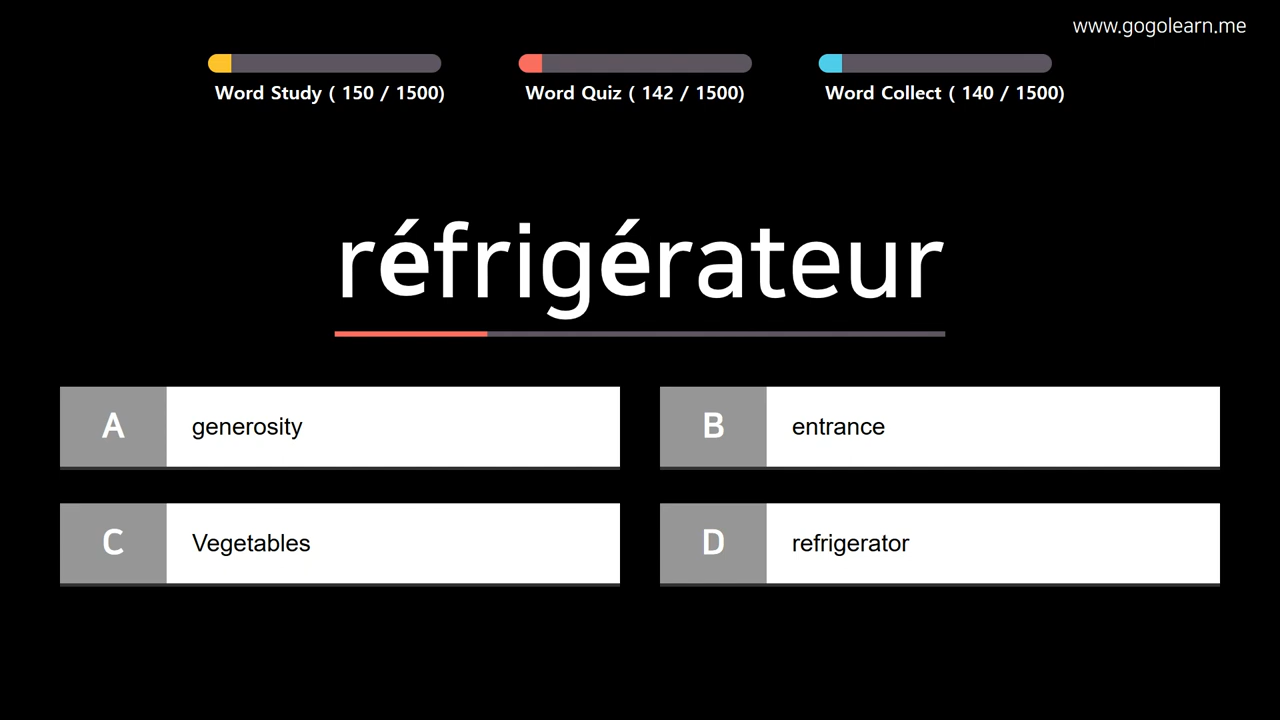 www.gogolearn.me
Word Study ( 150 / 1500)
Word Quiz ( 142 / 1500)
Word Collect ( 140 / 1500)
réfrigérateur
A generosity
B entrance
C Vegetables
D refrigerator